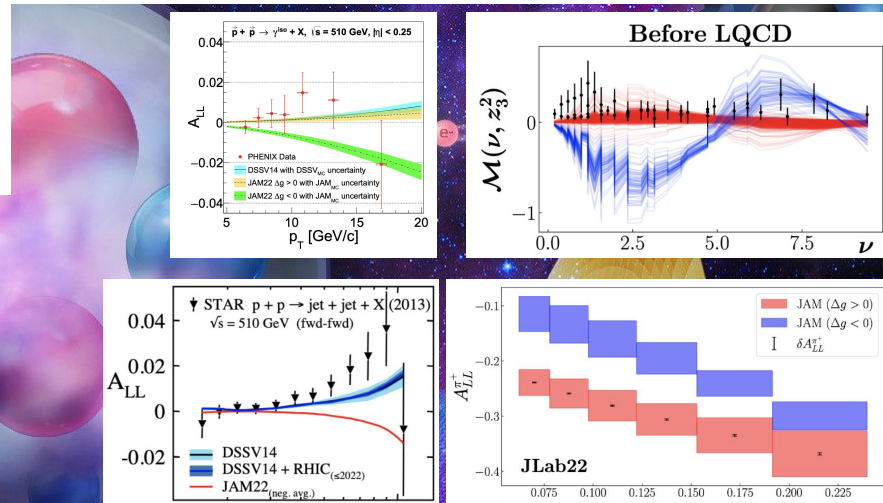 0.04
p⃗ + p⃗ → γ^iso + X, √s = 510 GeV, |η| < 0.25
0.02
A_LL
0
-0.02
PHENIX Data
DSSV14 with DSSV_MC uncertainty
JAM22 Δg > 0 with JAM_MC uncertainty
JAM22 Δg < 0 with JAM_MC uncertainty
-0.04
5 10 15 20
p_T [GeV/c]
e-
Before LQCD
M(ν, z_3^2)
0
-1
0.0 2.5 5.0 7.5 ν
STAR p + p → jet + jet + X (2013)
√s = 510 GeV (fwd-fwd)
0.04
0.02
A_LL
0
-0.02
DSSV14
DSSV14 + RHIC(≤2022)
JAM22(neg. avg.)
JAM (Δg > 0)
JAM (Δg < 0)
δA_LL^π+
-0.1
-0.2
A_LL^π+
-0.3
-0.4
JLab22
0.075 0.100 0.125 0.150 0.175 0.200 0.225